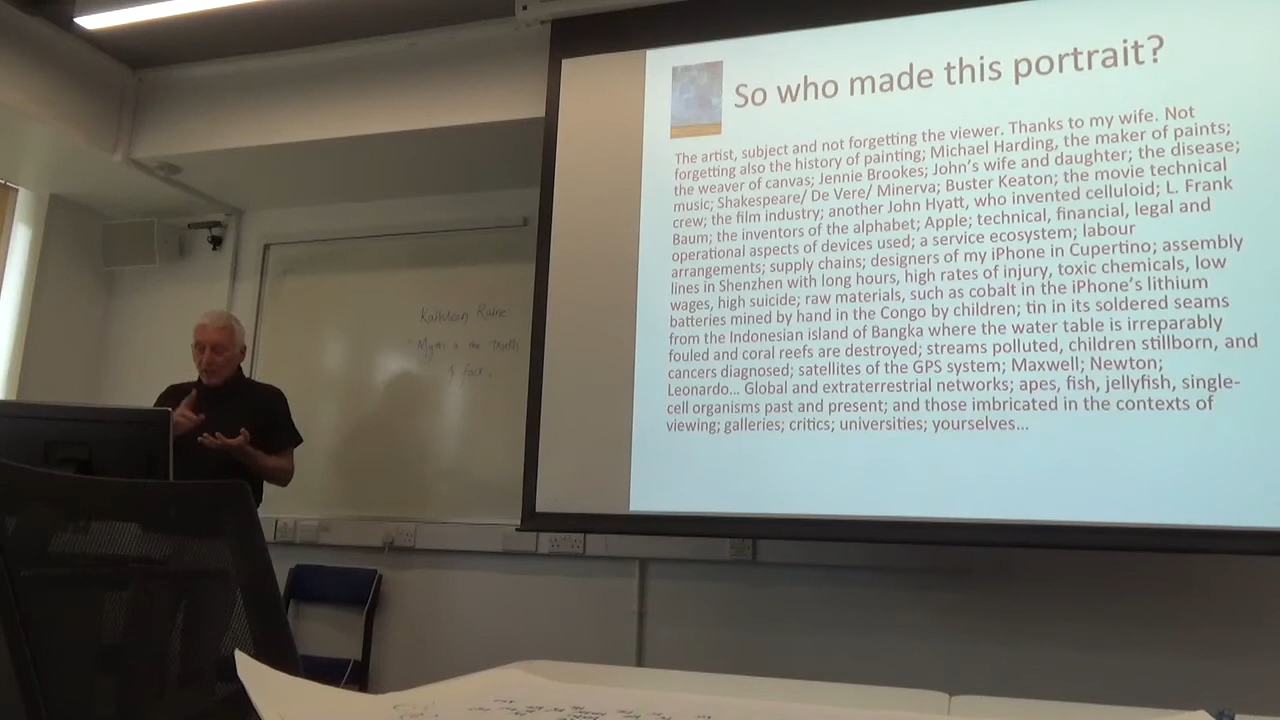 So who made this portrait?
The artist, subject and not forgetting the viewer. Thanks to my wife. Not
forgetting also the history of painting; Michael Harding, the maker of paints;
the weaver of canvas; Jennie Brookes; John's wife and daughter; the disease;
music; Shakespeare/ De Vere/ Minerva; Buster Keaton; the movie technical
crew; the film industry; another John Hyatt, who invented celluloid; L. Frank
Baum; the inventors of the alphabet; Apple; technical, financial, legal and
operational aspects of devices used; a service ecosystem; labour
arrangements; supply chains; designers of my iPhone in Cupertino; assembly
lines in Shenzhen with long hours, high rates of injury, toxic chemicals, low
wages, high suicide; raw materials, such as cobalt in the iPhone's lithium
batteries mined by hand in the Congo by children; tin in its soldered seams
from the Indonesian island of Bangka where the water table is irreparably
fouled and coral reefs are destroyed; streams polluted, children stillborn, and
cancers diagnosed; satellites of the GPS system; Maxwell; Newton;
Leonardo... Global and extraterrestrial networks; apes, fish, jellyfish, single-
cell organisms past and present; and those imbricated in the contexts of
viewing; galleries; critics; universities; yourselves...
Kathleen Raine
"Myth is the Truth
of fact.